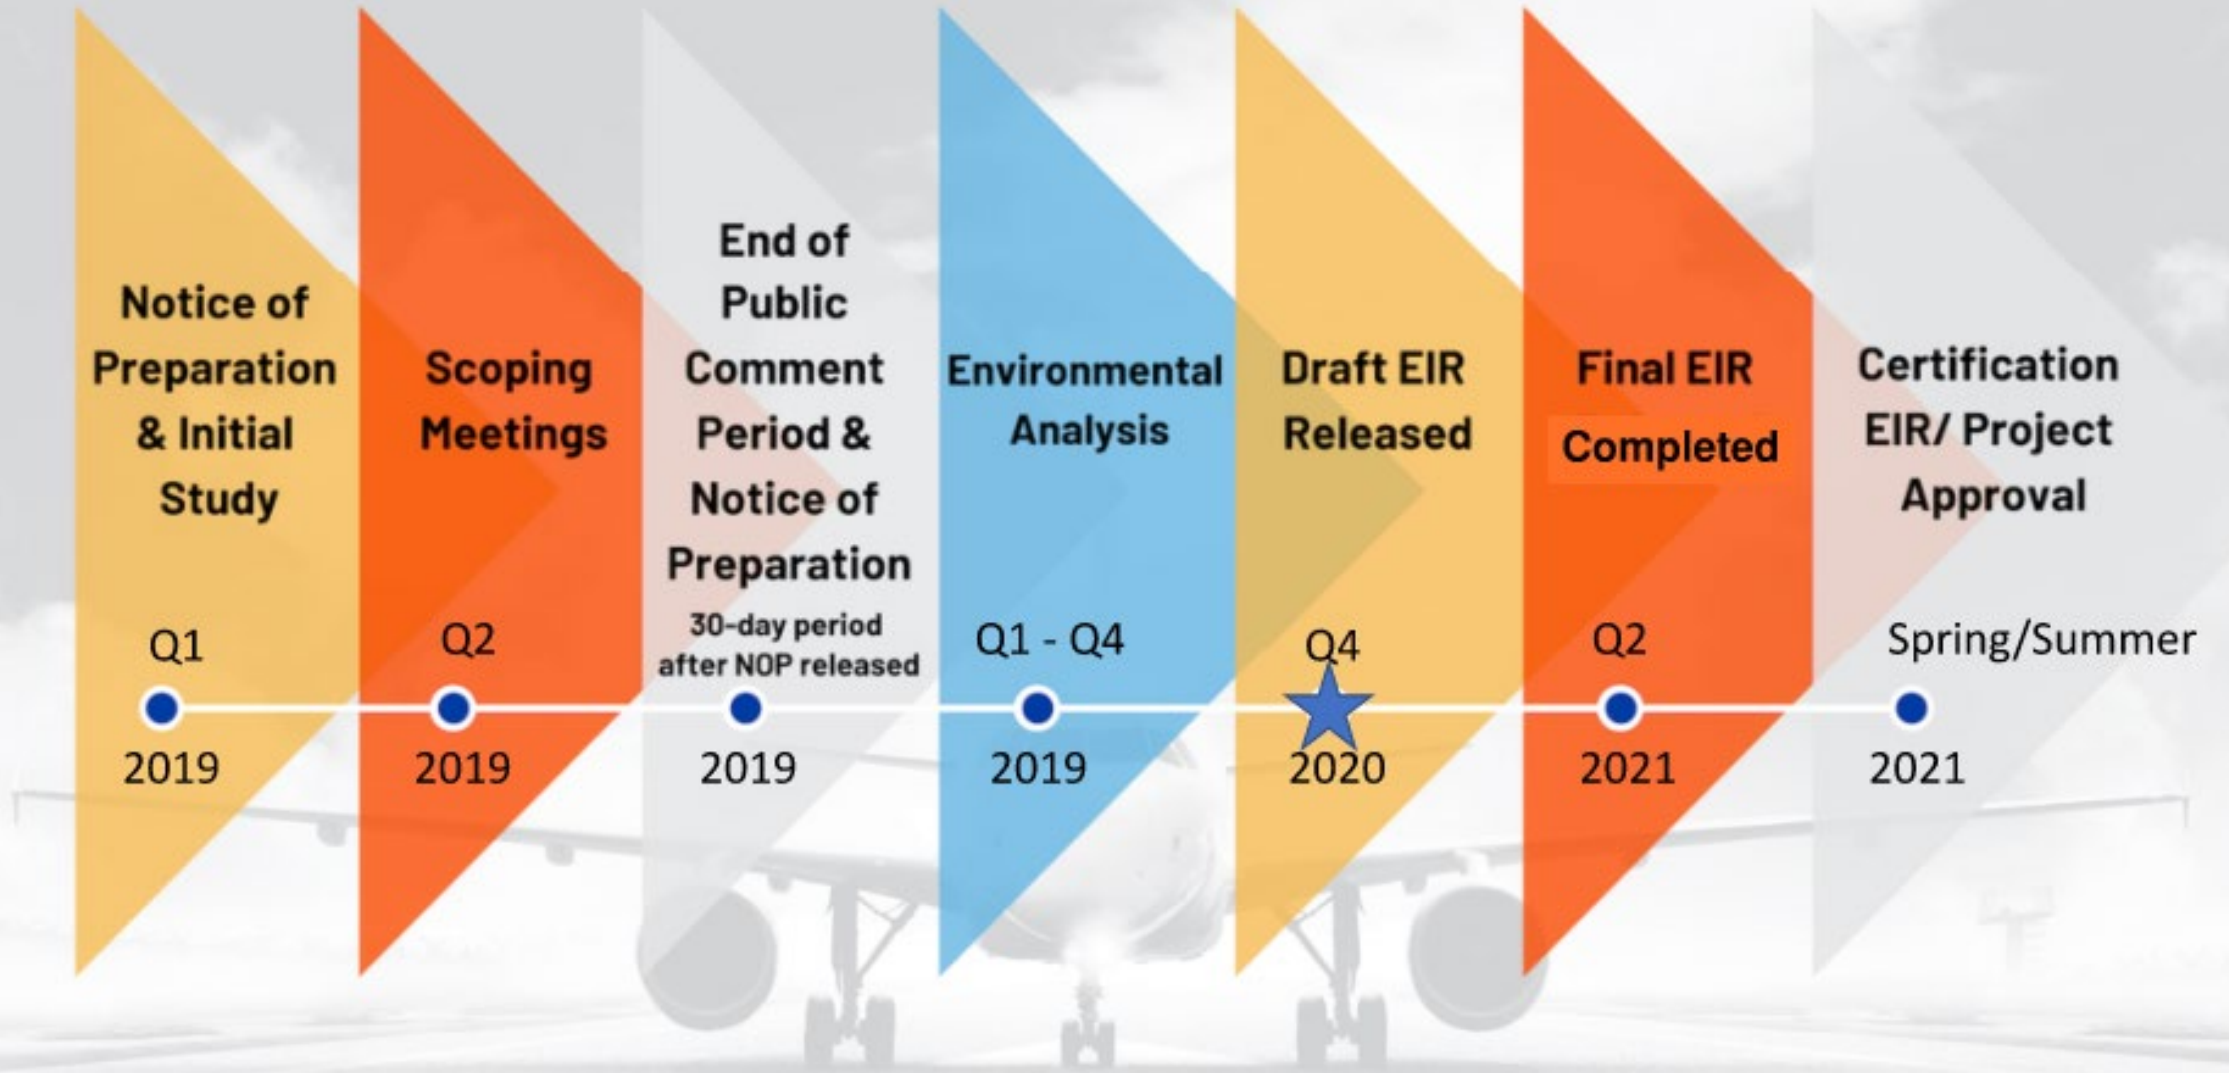 Notice of
Preparation
& Initial
Study
Q1
2019
Scoping
Meetings
Q2
2019
End of
Public
Comment
Period &
Notice of
Preparation
30-day period
after NOP released
2019
Environmental
Analysis
Q1 - Q4
2019
Draft EIR
Released
Q4
2020
Final EIR
Completed
Q2
2021
Certification
EIR/ Project
Approval
Spring/Summer
2021